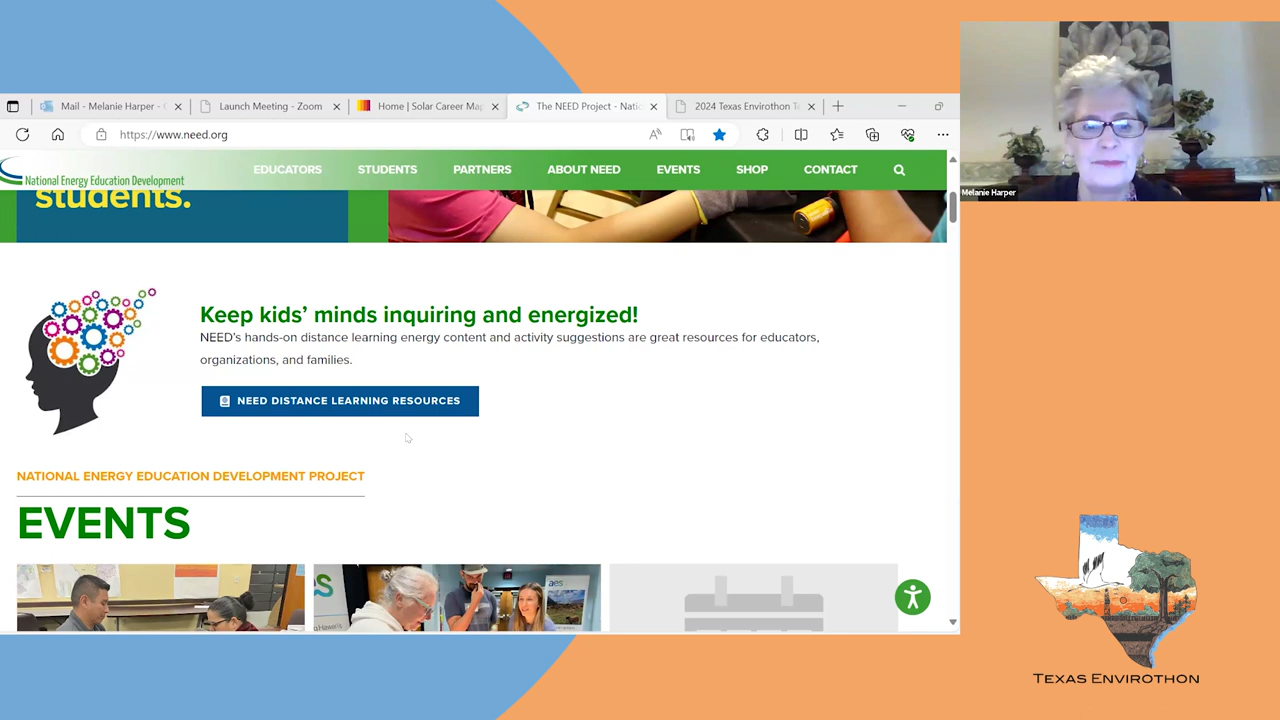 Mail - Melanie Harper -
Launch Meeting - Zoom
Home | Solar Career Map
The NEED Project - Natio
2024 Texas Envirothon Te
https://www.need.org
National Energy Education Development
EDUCATORS
STUDENTS
PARTNERS
ABOUT NEED
EVENTS
SHOP
CONTACT
students.
Keep kids’ minds inquiring and energized!
NEED's hands-on distance learning energy content and activity suggestions are great resources for educators,
organizations, and families.
NEED DISTANCE LEARNING RESOURCES
NATIONAL ENERGY EDUCATION DEVELOPMENT PROJECT
EVENTS
aes
Melanie Harper
TEXAS ENVIROTHON